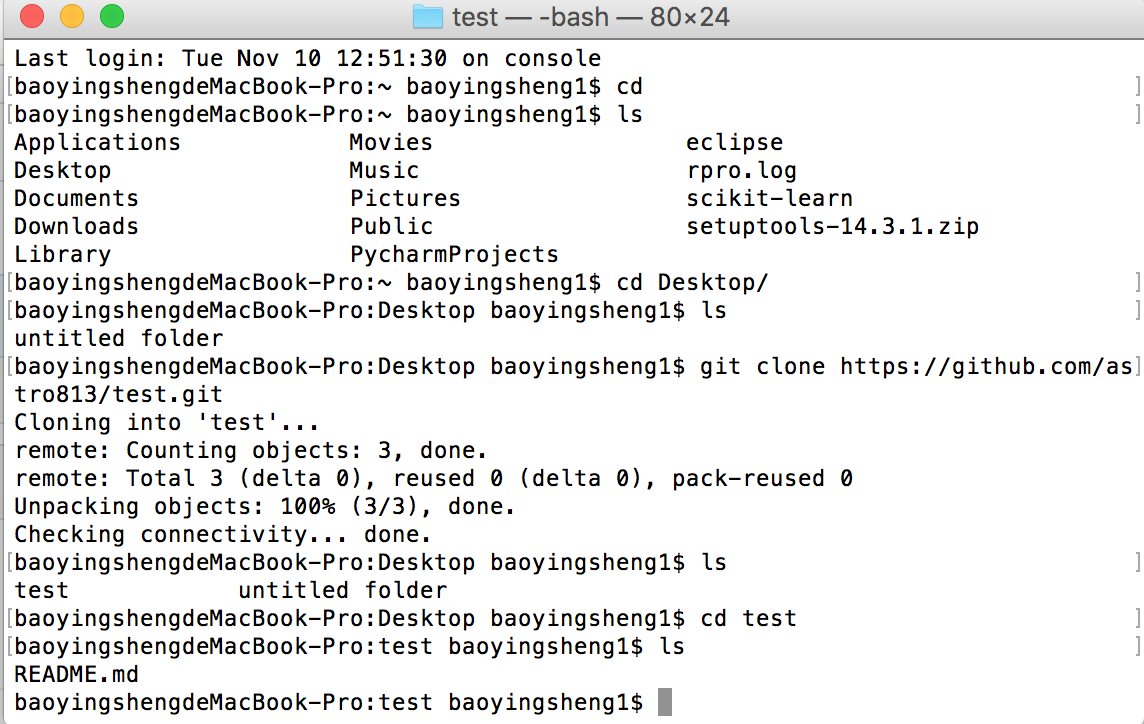 test — -bash — 80×24
Last login: Tue Nov 10 12:51:30 on console
[baoyingshengdeMacBook-Pro:~ baoyingsheng1$ cd ]
[baoyingshengdeMacBook-Pro:~ baoyingsheng1$ ls ]
Applications Movies eclipse
Desktop Music rpro.log
Documents Pictures scikit-learn
Downloads Public setuptools-14.3.1.zip
Library PycharmProjects
[baoyingshengdeMacBook-Pro:~ baoyingsheng1$ cd Desktop/ ]
[baoyingshengdeMacBook-Pro:Desktop baoyingsheng1$ ls ]
untitled folder
[baoyingshengdeMacBook-Pro:Desktop baoyingsheng1$ git clone https://github.com/as]
tro813/test.git
Cloning into 'test'...
remote: Counting objects: 3, done.
remote: Total 3 (delta 0), reused 0 (delta 0), pack-reused 0
Unpacking objects: 100% (3/3), done.
Checking connectivity... done.
[baoyingshengdeMacBook-Pro:Desktop baoyingsheng1$ ls ]
test untitled folder
[baoyingshengdeMacBook-Pro:Desktop baoyingsheng1$ cd test ]
[baoyingshengdeMacBook-Pro:test baoyingsheng1$ ls ]
README.md
baoyingshengdeMacBook-Pro:test baoyingsheng1$